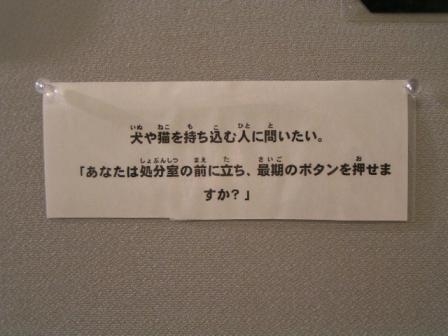 犬や猫を持ち込む人に問いたい。
「あなたは処分室の前に立ち、最期のボタンを押せま
すか？」